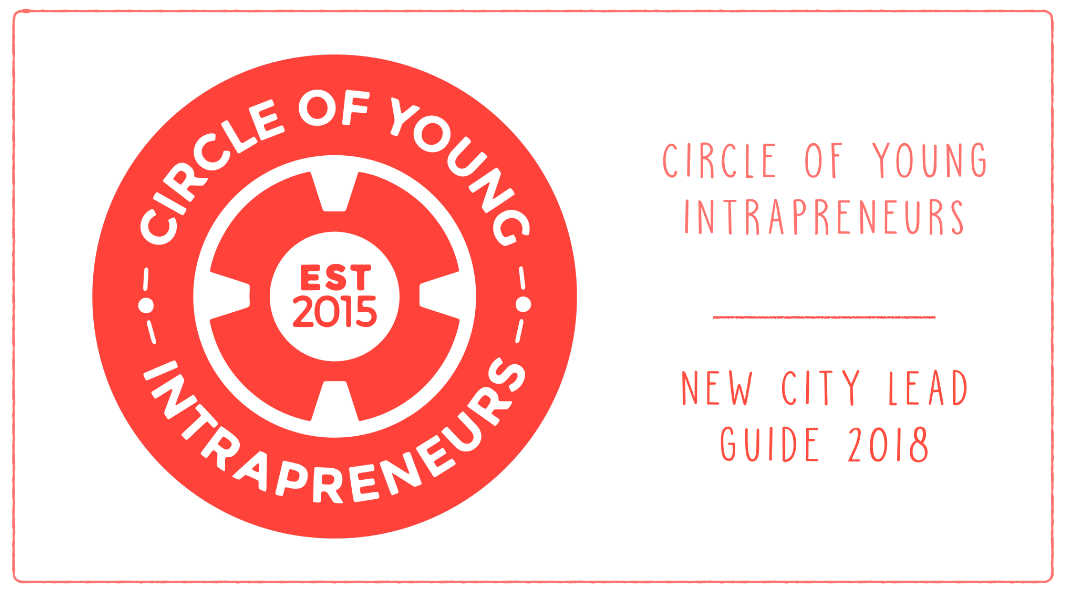 CIRCLE OF YOUNG
EST
2015
INTRAPRENEURS
CIRCLE OF YOUNG
INTRAPRENEURS
NEW CITY LEAD
GUIDE 2018